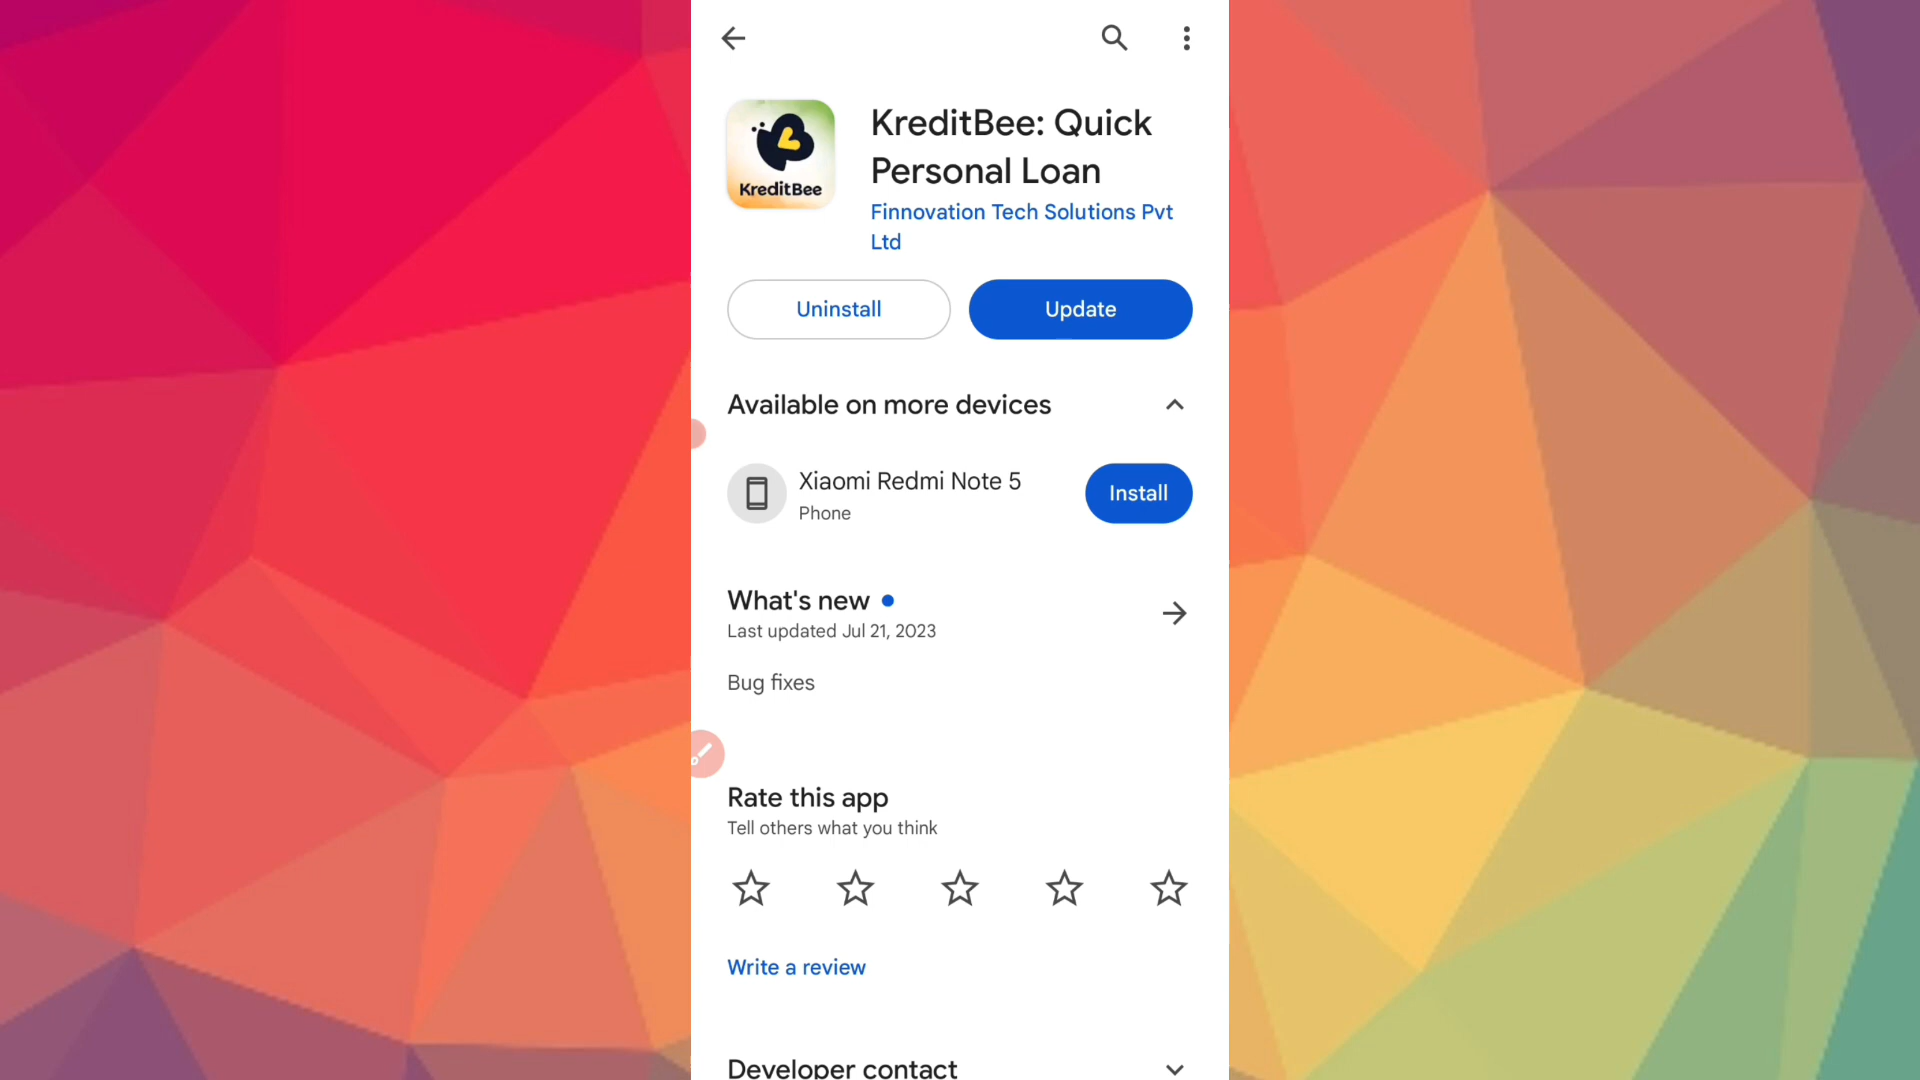 KreditBee
KreditBee: Quick
Personal Loan
Finnovation Tech Solutions Pvt
Ltd
Uninstall
Update
Available on more devices
Xiaomi Redmi Note 5
Phone
Install
What's new
Last updated Jul 21, 2023
Bug fixes
Rate this app
Tell others what you think
Write a review
Developer contact